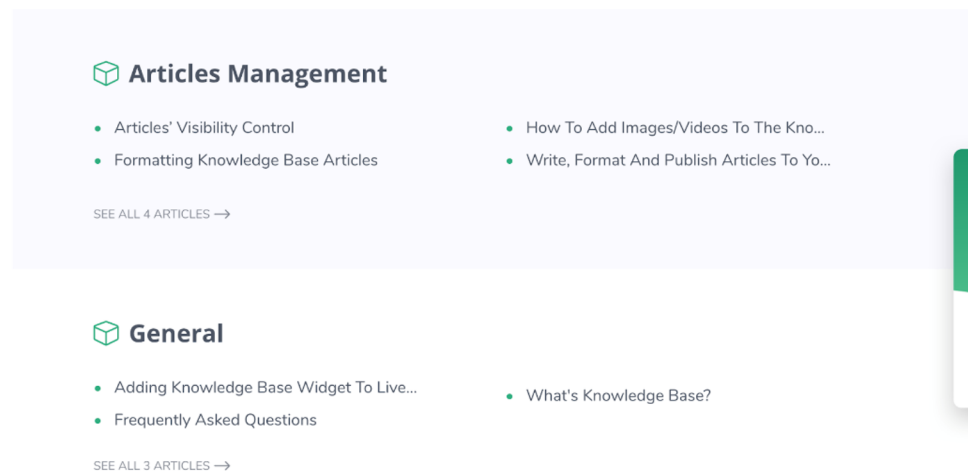 Articles Management
Articles’ Visibility Control
How To Add Images/Videos To The Kno...
Formatting Knowledge Base Articles
Write, Format And Publish Articles To Yo...
SEE ALL 4 ARTICLES
General
Adding Knowledge Base Widget To Live...
What's Knowledge Base?
Frequently Asked Questions
SEE ALL 3 ARTICLES